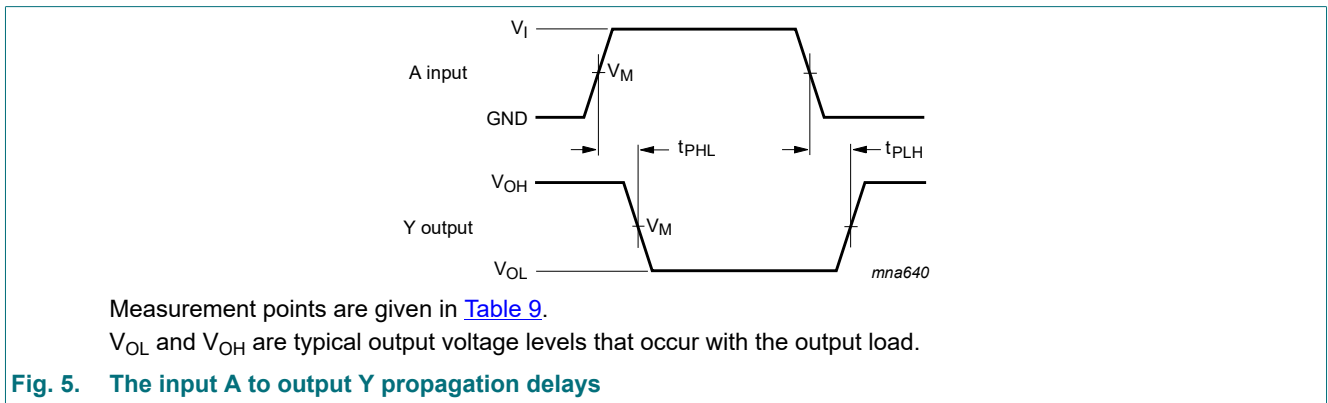 V_I
A input
V_M
GND
t_PHL
t_PLH
V_OH
Y output
V_M
V_OL
mna640
Measurement points are given in Table 9.
V_OL and V_OH are typical output voltage levels that occur with the output load.
Fig. 5. The input A to output Y propagation delays